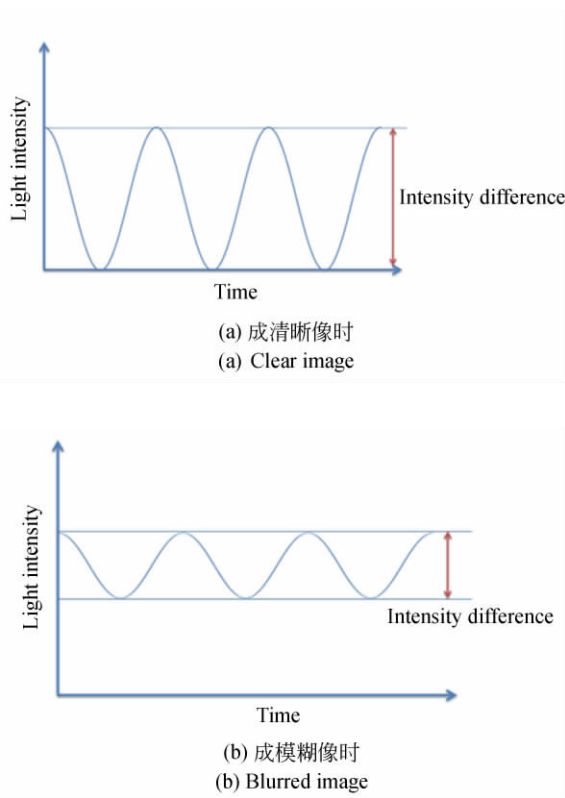 Light intensity
Intensity difference
Time
(a) 成清晰像时
(a) Clear image
Light intensity
Intensity difference
Time
(b) 成模糊像时
(b) Blurred image